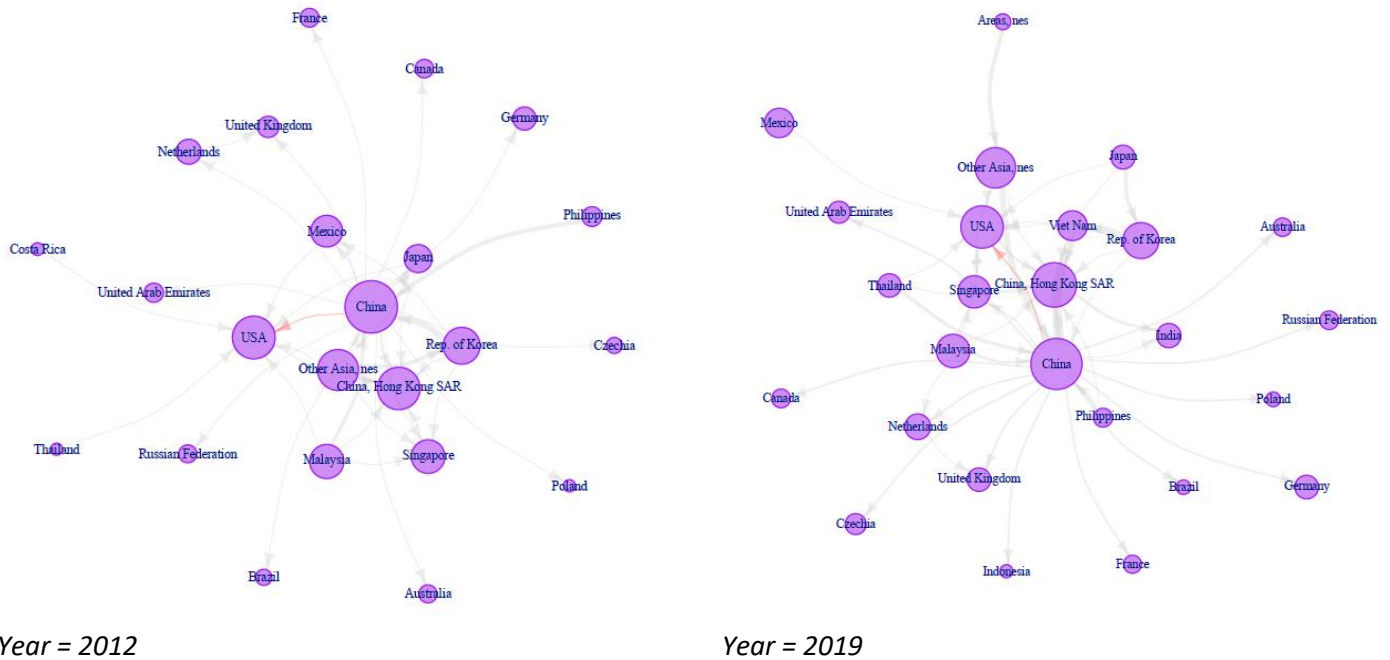 France
Canada
United Kingdom
Germany
Netherlands
Philippines
Mexico
Costa Rica
Japan
United Arab Emirates
China
USA
Rep. of Korea
Czechia
Other Asia, nes
China, Hong Kong SAR
Thailand
Russian Federation
Malaysia
Singapore
Poland
Brazil
Australia
Year = 2012
Areas, nes
Mexico
Japan
Other Asia, nes
United Arab Emirates
USA
Viet Nam
Rep. of Korea
Australia
Thailand
Singapore
China, Hong Kong SAR
Russian Federation
India
Malaysia
China
Canada
Poland
Philippines
Netherlands
United Kingdom
Brazil
Germany
Czechia
Indonesia
France
Year = 2019